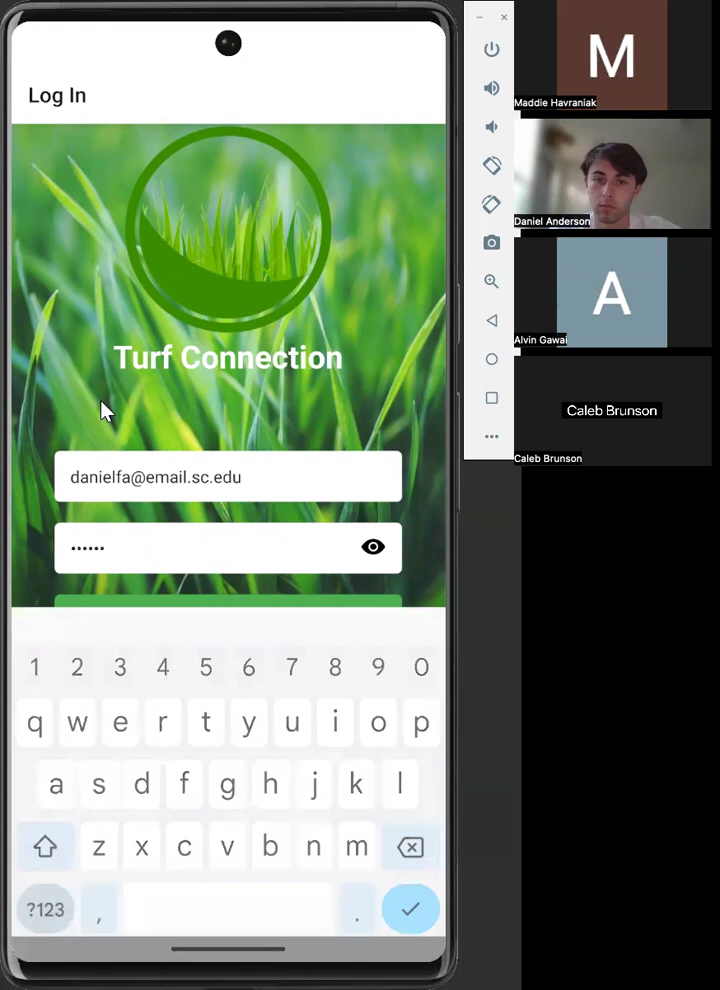 Log In
Turf Connection
danielfa@email.sc.edu
••••••
1 2 3 4 5 6 7 8 9 0
q w e r t y u i o p
a s d f g h j k l
z x c v b n m
?123 , .
M
Maddie Havraniak
Daniel Anderson
A
Alvin Gawai
Caleb Brunson
Caleb Brunson